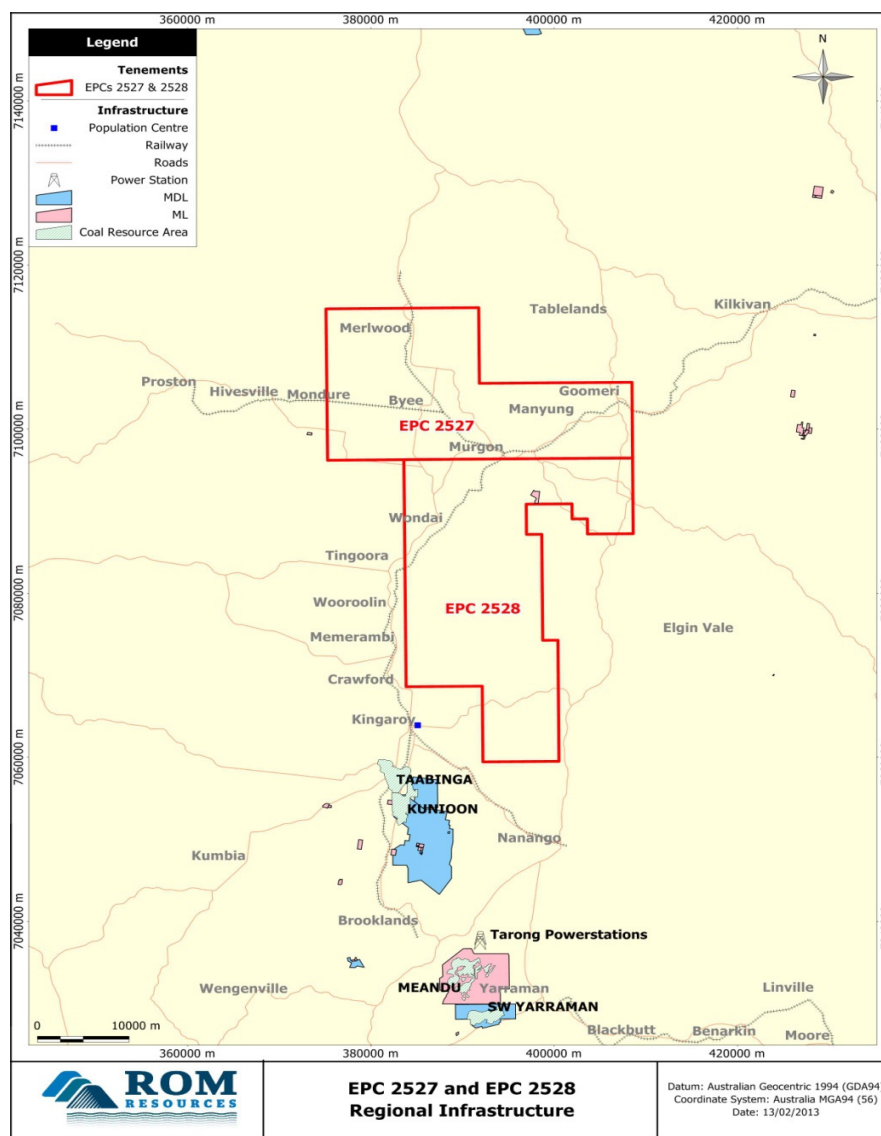 360000 m 380000 m 400000 m 420000 m
Legend
Tenements
EPCs 2527 & 2528
Infrastructure
Population Centre
Railway
Roads
Power Station
MDL
ML
Coal Resource Area
N
7140000 m
7120000 m
7100000 m
7080000 m
7060000 m
7040000 m
Tablelands
Kilkivan
Merlwood
Proston
Hivesville
Mondure
Byee
Goomeri
Manyung
EPC 2527
Murgon
Wondai
Tingoora
Wooroolin
EPC 2528
Memerambi
Elgin Vale
Crawford
Kingaroy
TAABINGA
KUNIOON
Nanango
Kumbia
Brooklands
Tarong Powerstations
Wengenville
MEANDU
Yarraman
Linville
SW YARRAMAN
Blackbutt
Benarkin
Moore
0 10000 m
360000 m 380000 m 400000 m 420000 m
ROM
RESOURCES
EPC 2527 and EPC 2528
Regional Infrastructure
Datum: Australian Geocentric 1994 (GDA94)
Coordinate System: Australia MGA94 (56)
Date: 13/02/2013